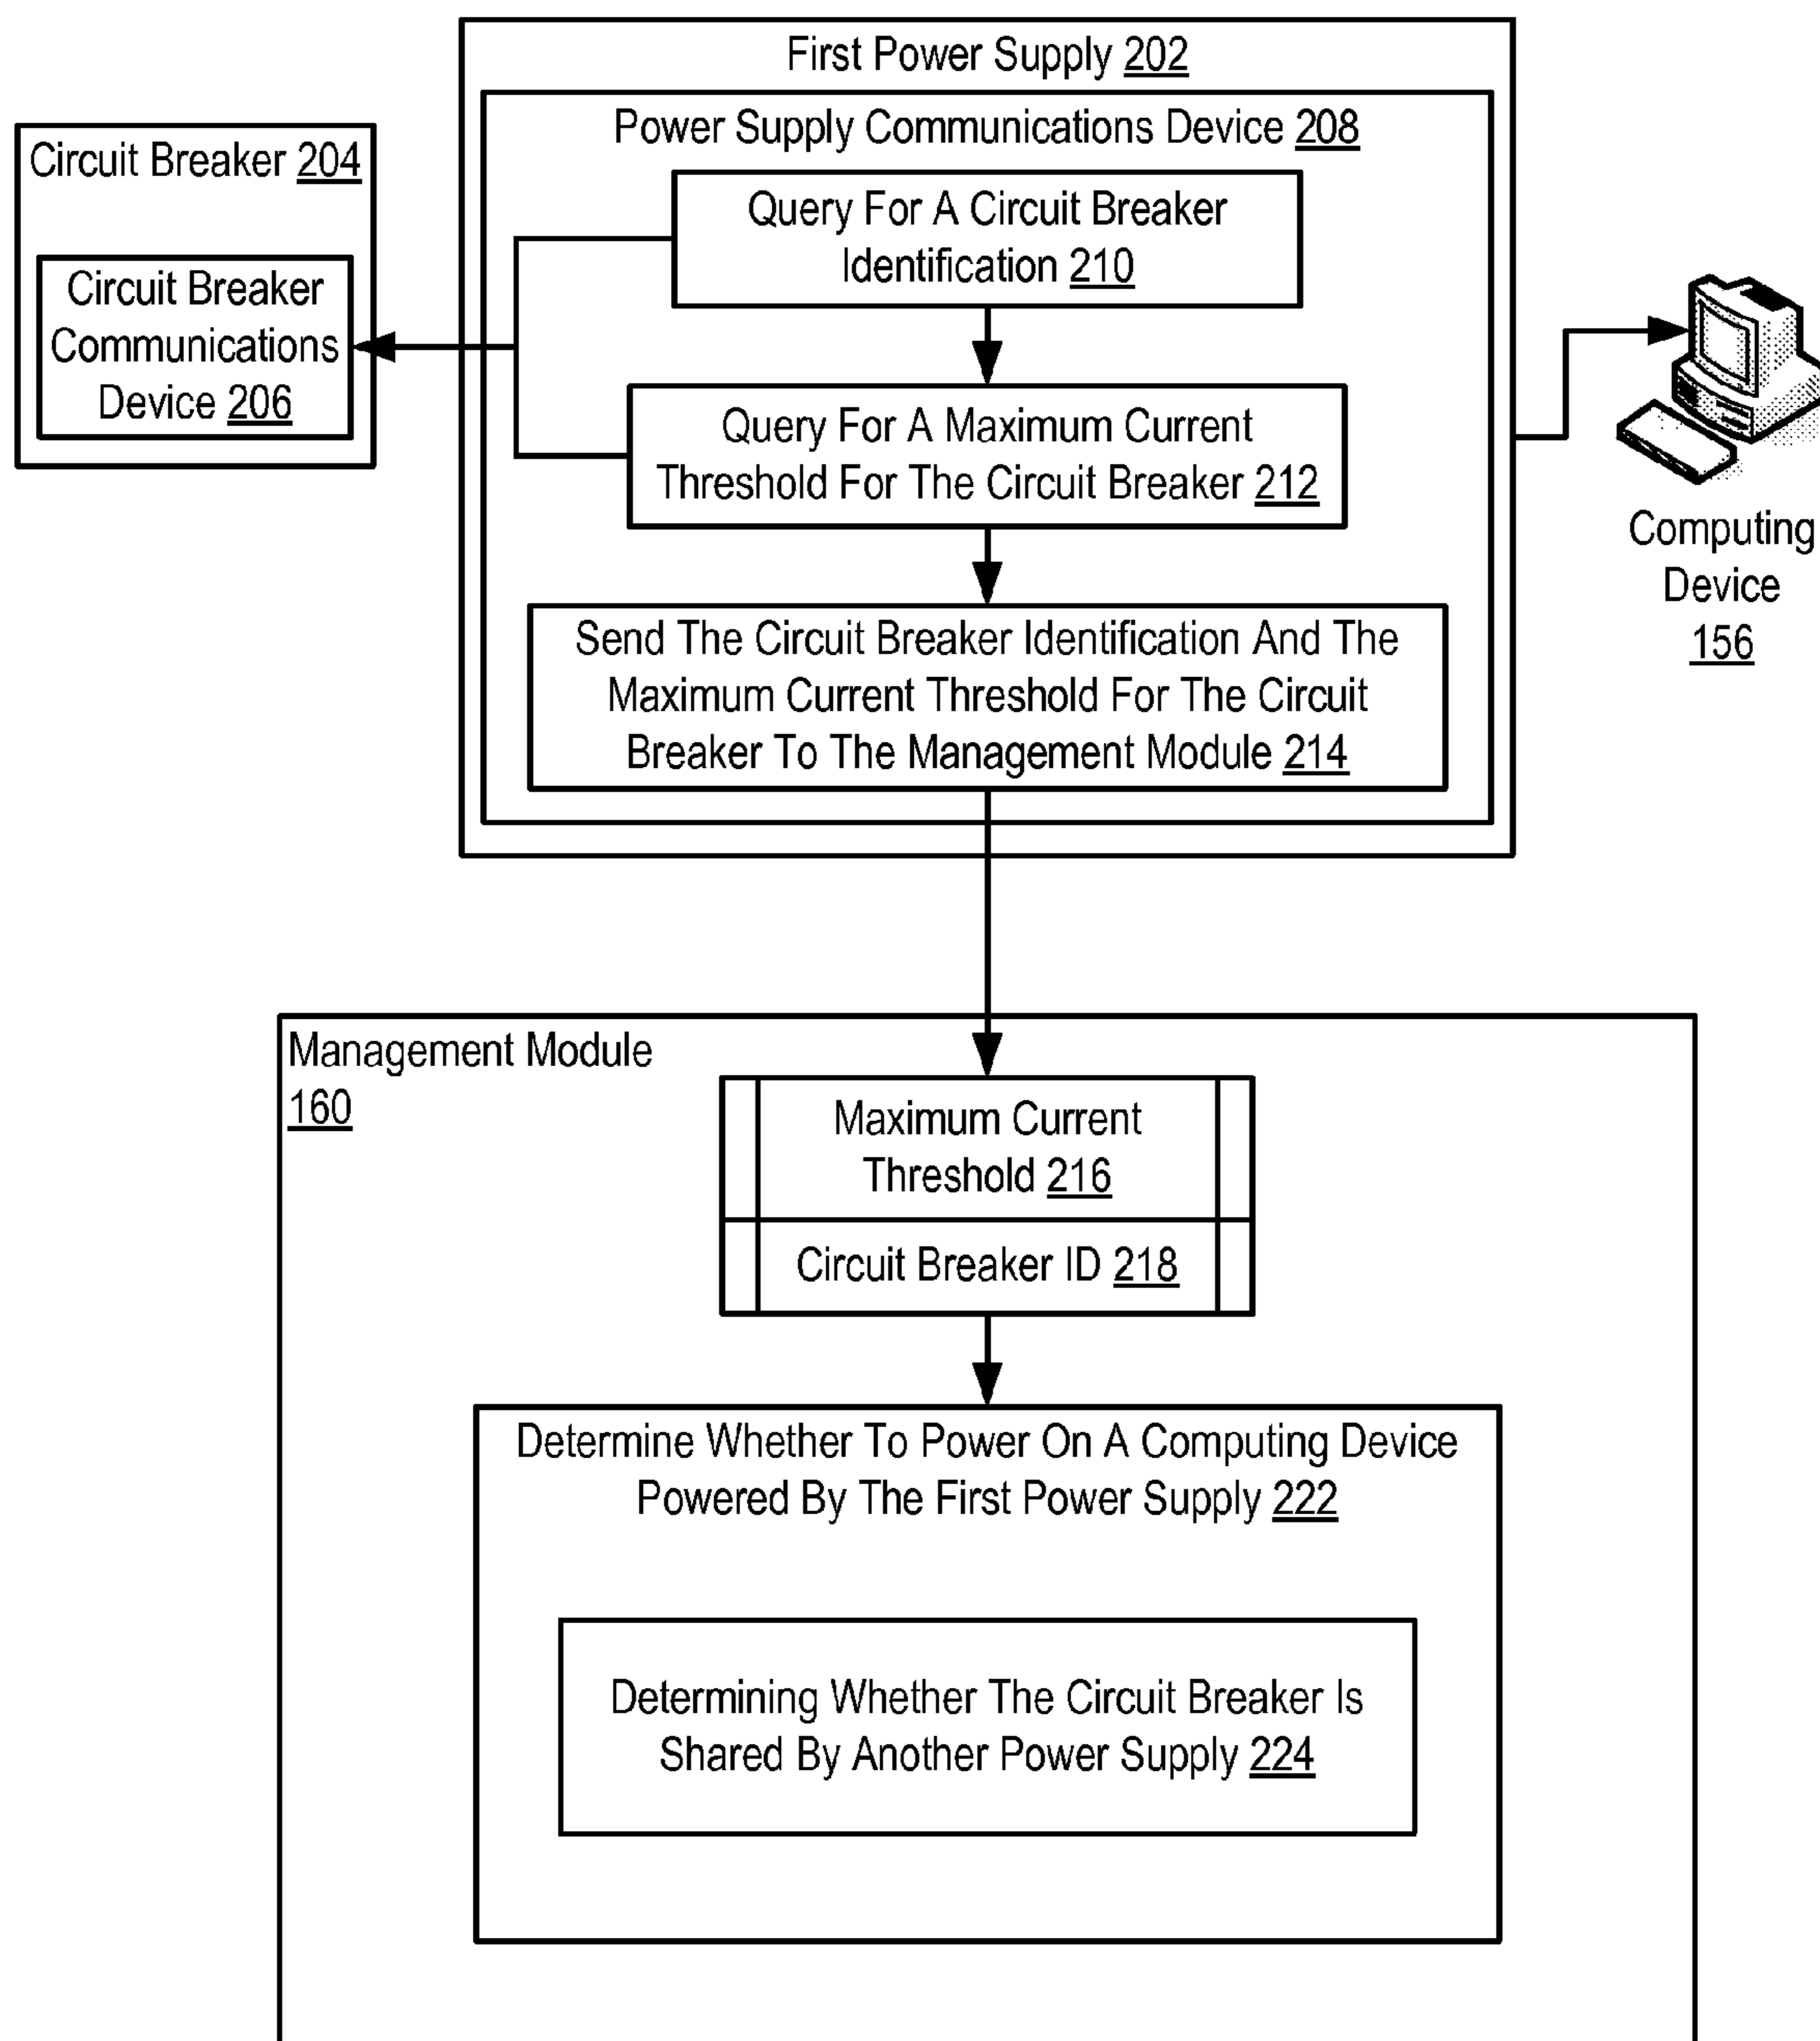 First Power Supply 202
Power Supply Communications Device 208
Circuit Breaker 204
Circuit Breaker
Communications
Device 206
Query For A Circuit Breaker
Identification 210
Query For A Maximum Current
Threshold For The Circuit Breaker 212
Send The Circuit Breaker Identification And The
Maximum Current Threshold For The Circuit
Breaker To The Management Module 214
Computing
Device
156
Management Module
160
Maximum Current
Threshold 216
Circuit Breaker ID 218
Determine Whether To Power On A Computing Device
Powered By The First Power Supply 222
Determining Whether The Circuit Breaker Is
Shared By Another Power Supply 224